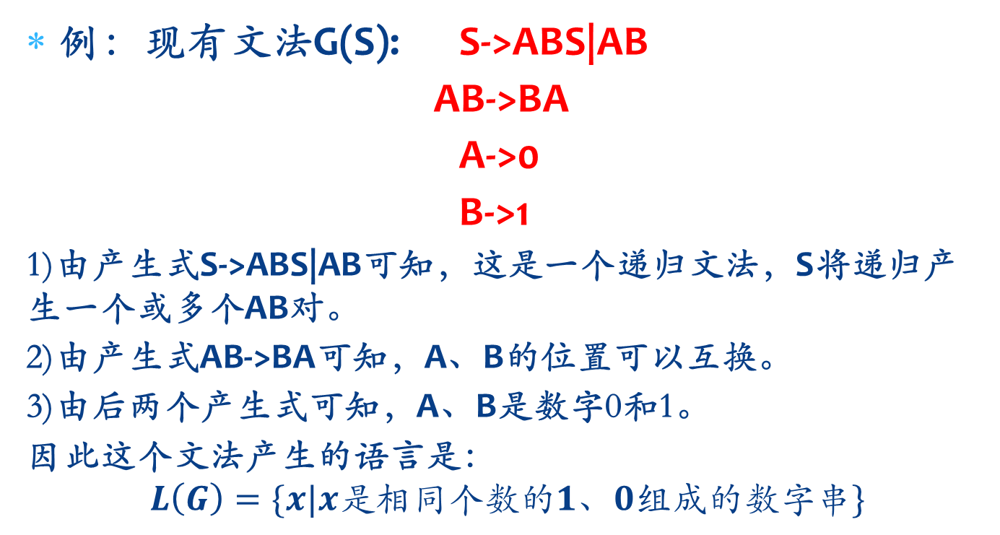 * 例：现有文法G(S): S->ABS|AB
AB->BA
A->0
B->1
1)由产生式S->ABS|AB可知，这是一个递归文法，S将递归产
生一个或多个AB对。
2)由产生式AB->BA可知，A、B的位置可以互换。
3)由后两个产生式可知，A、B是数字0和1。
因此这个文法产生的语言是：
L(G) = {x|x是相同个数的1、0组成的数字串}